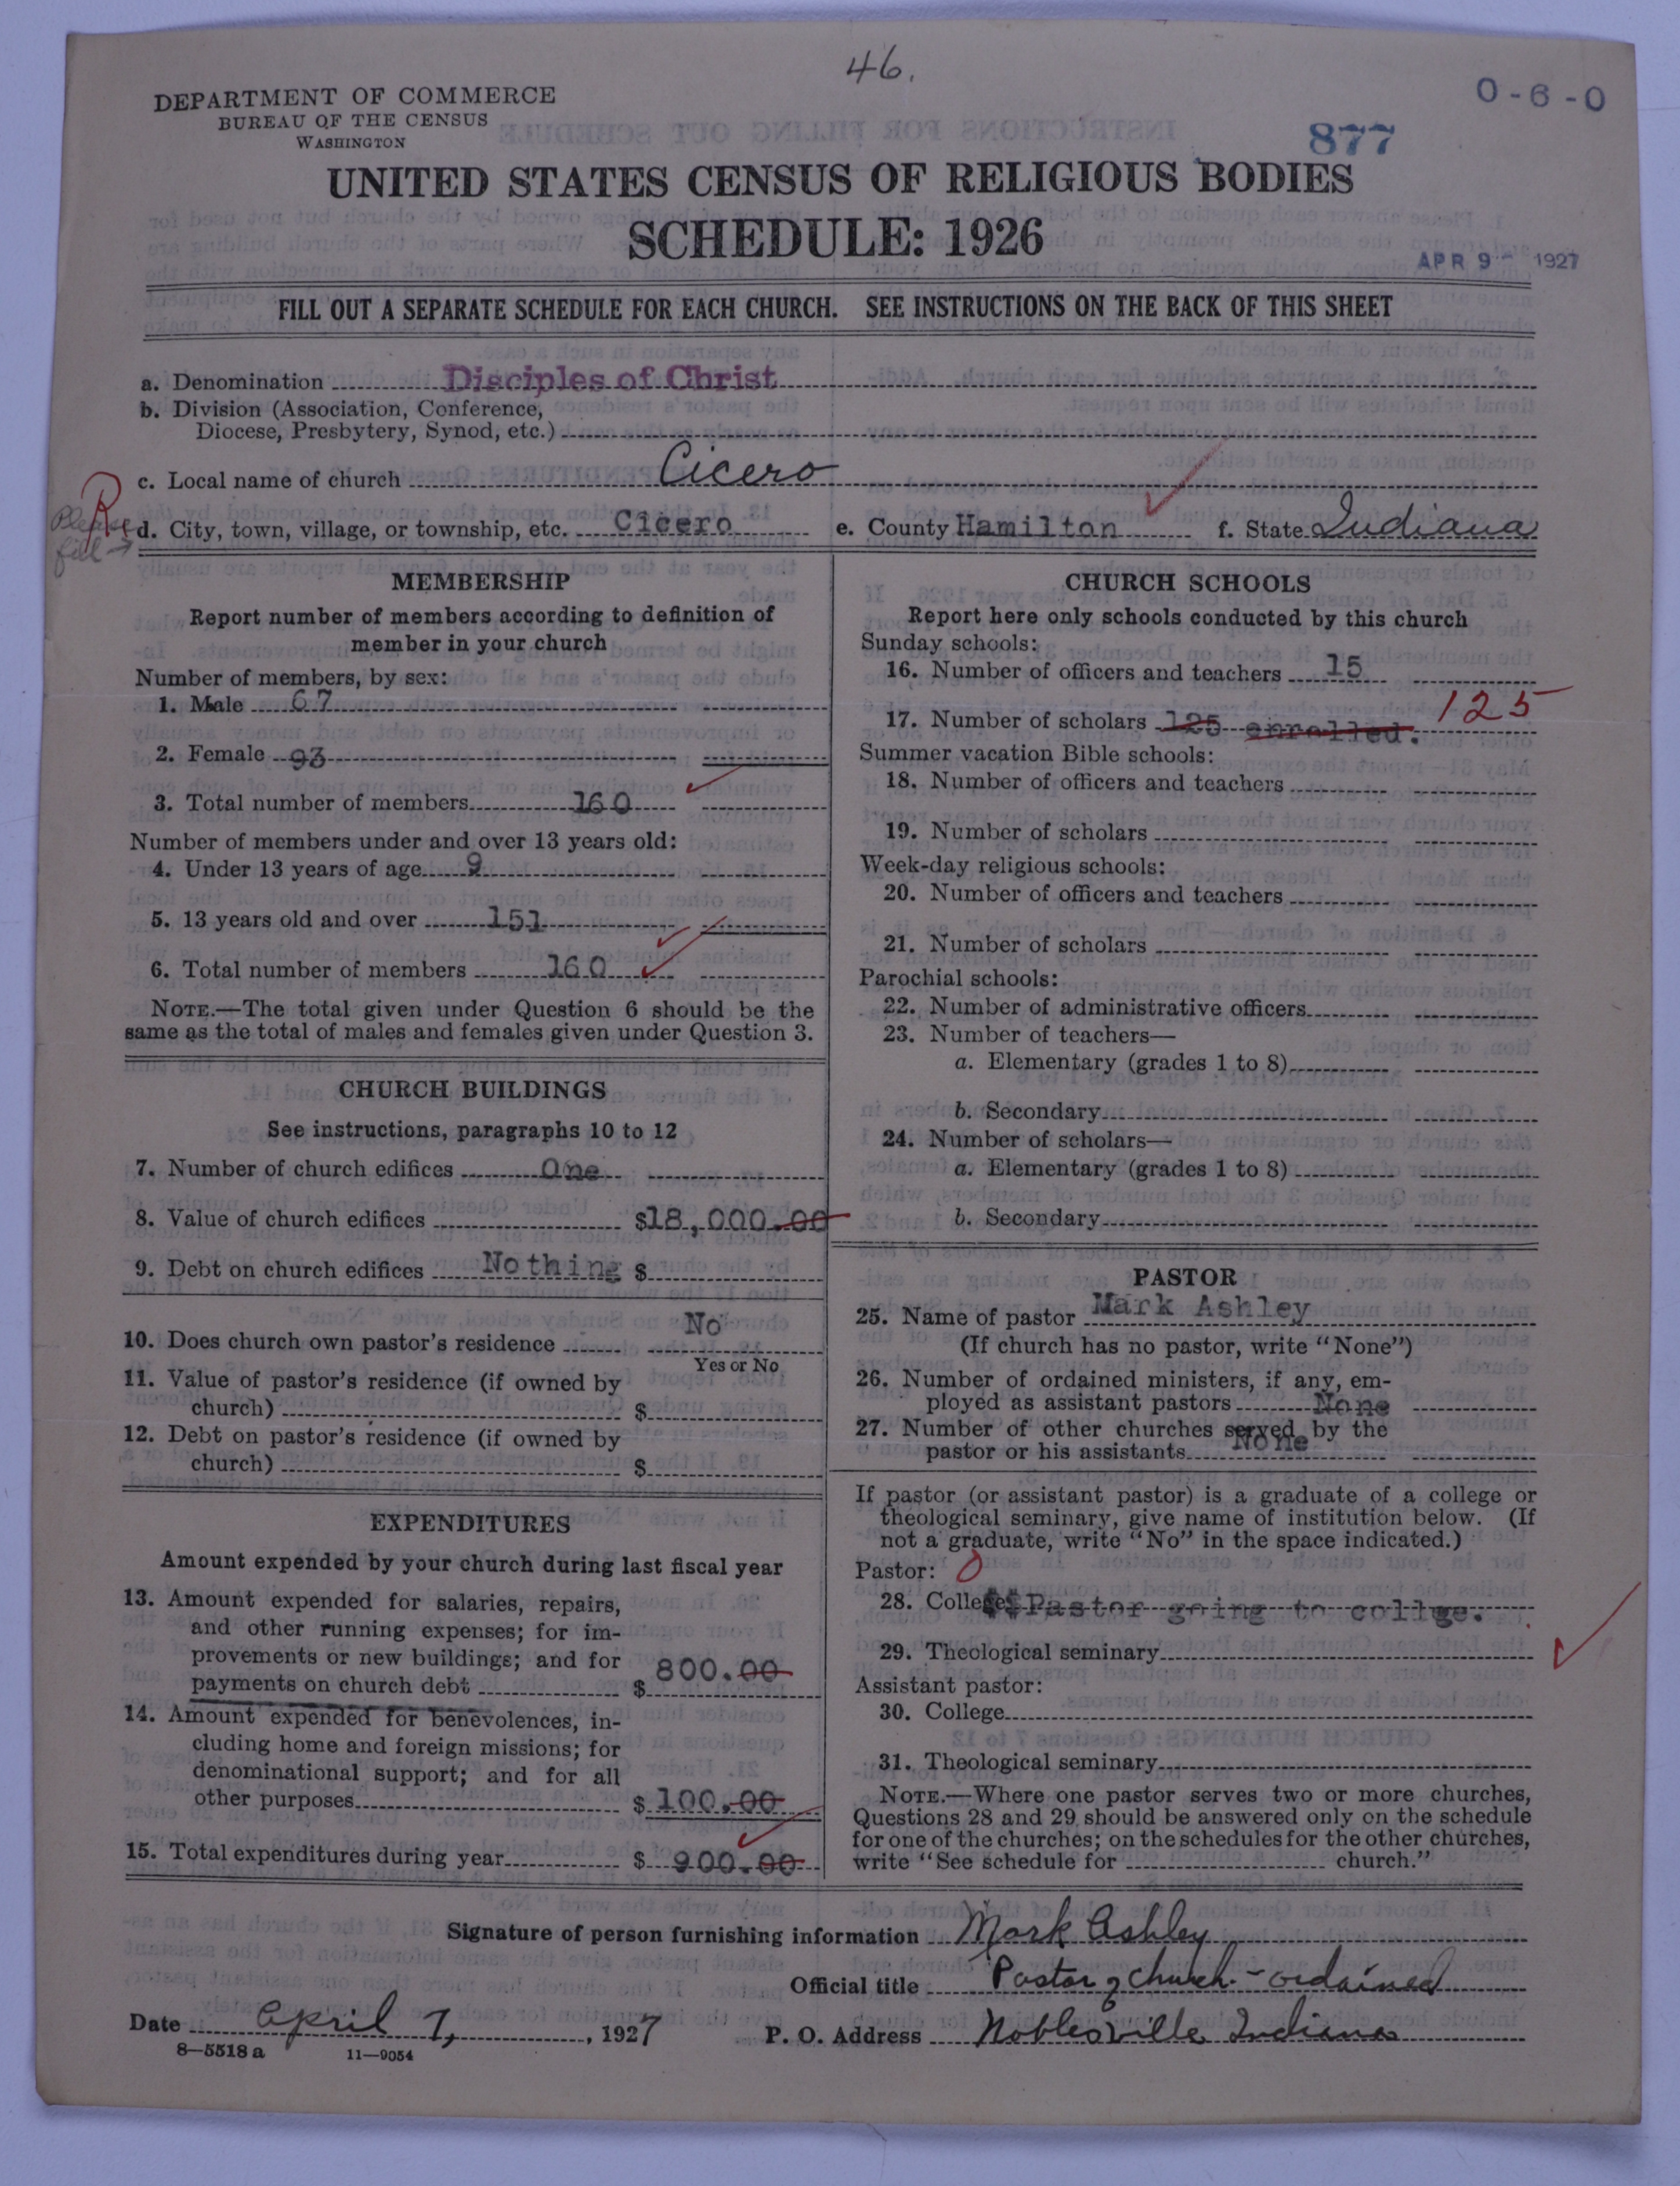 46.
0-6-0
DEPARTMENT OF COMMERCE
BUREAU OF THE CENSUS
WASHINGTON
877
UNITED STATES CENSUS OF RELIGIOUS BODIES
SCHEDULE: 1926
APR 9 - 1927
FILL OUT A SEPARATE SCHEDULE FOR EACH CHURCH. SEE INSTRUCTIONS ON THE BACK OF THIS SHEET
a. Denomination Disciples of Christ
b. Division (Association, Conference,
Diocese, Presbytery, Synod, etc.)
c. Local name of church Cicero
Please fill →
d. City, town, village, or township, etc. Cicero e. County Hamilton f. State Indiana
MEMBERSHIP
Report number of members according to definition of
member in your church
Number of members, by sex:
1. Male 67
2. Female 93
3. Total number of members 160
Number of members under and over 13 years old:
4. Under 13 years of age 9
5. 13 years old and over 151
6. Total number of members 160
NOTE.—The total given under Question 6 should be the
same as the total of males and females given under Question 3.
CHURCH BUILDINGS
See instructions, paragraphs 10 to 12
7. Number of church edifices One
8. Value of church edifices $18,000.00
9. Debt on church edifices Nothing $
10. Does church own pastor's residence No
Yes or No
11. Value of pastor's residence (if owned by
church) $
12. Debt on pastor's residence (if owned by
church) $
EXPENDITURES
Amount expended by your church during last fiscal year
13. Amount expended for salaries, repairs,
and other running expenses; for im-
provements or new buildings; and for
payments on church debt $ 800.00
14. Amount expended for benevolences, in-
cluding home and foreign missions; for
denominational support; and for all
other purposes $ 100.00
15. Total expenditures during year $ 900.00
CHURCH SCHOOLS
Report here only schools conducted by this church
Sunday schools:
16. Number of officers and teachers 15
17. Number of scholars 125 enrolled. 125
Summer vacation Bible schools:
18. Number of officers and teachers
19. Number of scholars
Week-day religious schools:
20. Number of officers and teachers
21. Number of scholars
Parochial schools:
22. Number of administrative officers
23. Number of teachers—
a. Elementary (grades 1 to 8)
b. Secondary
24. Number of scholars—
a. Elementary (grades 1 to 8)
b. Secondary
PASTOR
25. Name of pastor Mark Ashley
(If church has no pastor, write "None")
26. Number of ordained ministers, if any, em-
ployed as assistant pastors None
27. Number of other churches served by the
pastor or his assistants None
If pastor (or assistant pastor) is a graduate of a college or
theological seminary, give name of institution below. (If
not a graduate, write "No" in the space indicated.)
Pastor: 0
28. College Pastor going to collge.
29. Theological seminary
Assistant pastor:
30. College
31. Theological seminary
NOTE.—Where one pastor serves two or more churches,
Questions 28 and 29 should be answered only on the schedule
for one of the churches; on the schedules for the other churches,
write "See schedule for church."
Signature of person furnishing information Mark Ashley
Official title Pastor of church - ordained
Date April 7, 1927 P. O. Address Noblesville Indiana
8—5518 a 11—9054